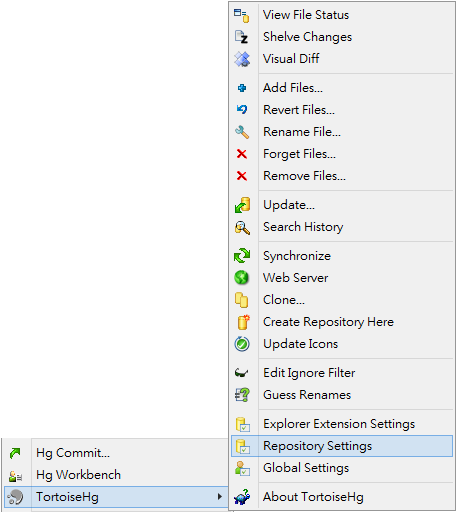 View File Status
Shelve Changes
Visual Diff
Add Files...
Revert Files...
Rename File...
Forget Files...
Remove Files...
Update...
Search History
Synchronize
Web Server
Clone...
Create Repository Here
Update Icons
Edit Ignore Filter
Guess Renames
Explorer Extension Settings
Repository Settings
Global Settings
About TortoiseHg
Hg Commit...
Hg Workbench
TortoiseHg